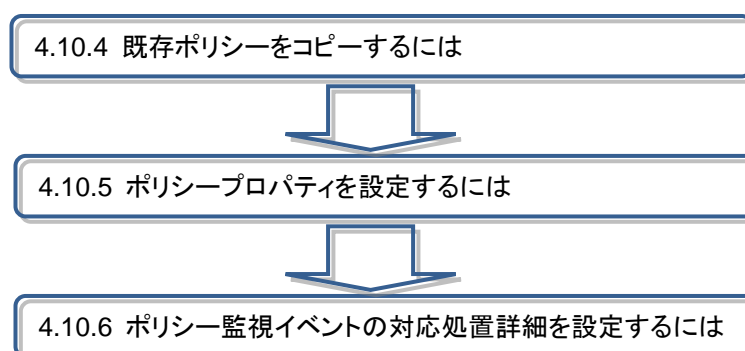 4.10.4 既存ポリシーをコピーするには
4.10.5 ポリシープロパティを設定するには
4.10.6 ポリシー監視イベントの対応処置詳細を設定するには